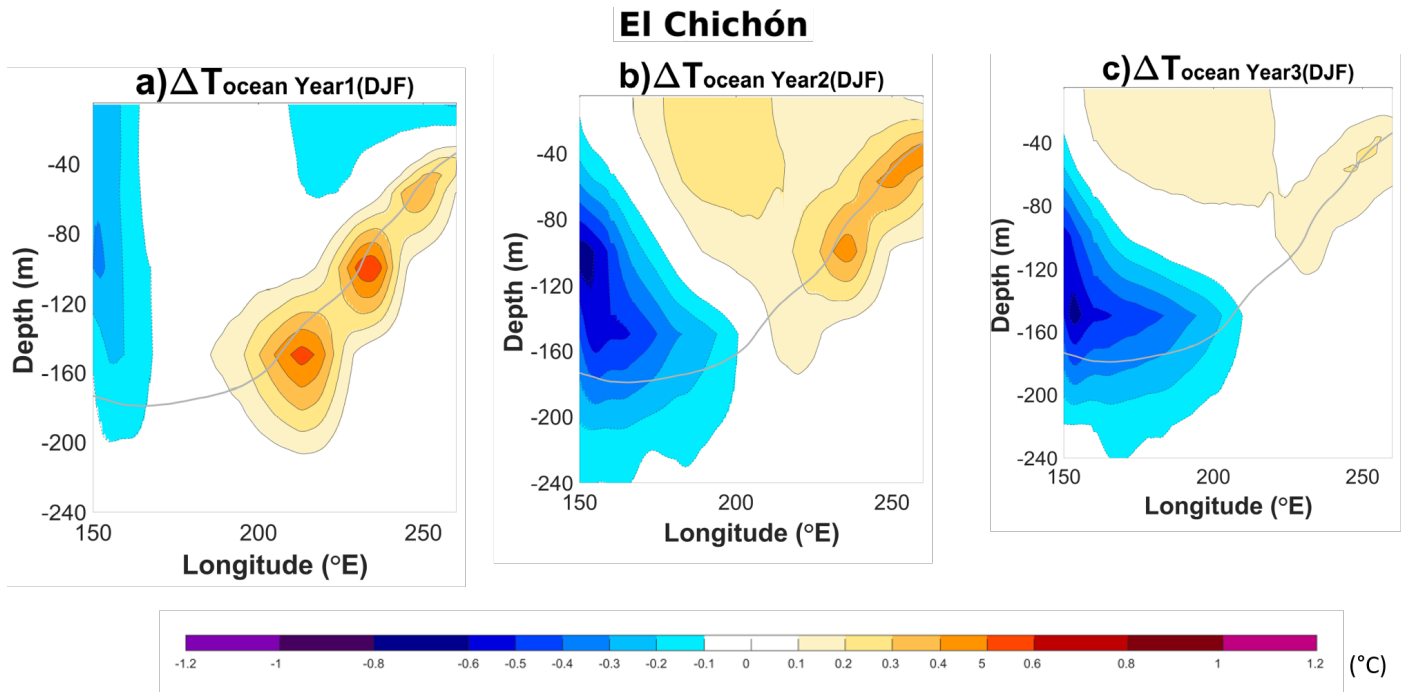 El Chichón
a)ΔTocean Year1(DJF)
b)ΔTocean Year2(DJF)
c)ΔTocean Year3(DJF)
Depth (m)
-40
-80
-120
-160
-200
-240
150 200 250
Longitude (°E)
Depth (m)
-40
-80
-120
-160
-200
-240
150 200 250
Longitude (°E)
Depth (m)
-40
-80
-120
-160
-200
-240
150 200 250
Longitude (°E)
-1.2 -1 -0.8 -0.6 -0.5 -0.4 -0.3 -0.2 -0.1 0 0.1 0.2 0.3 0.4 5 0.6 0.8 1 1.2 (°C)